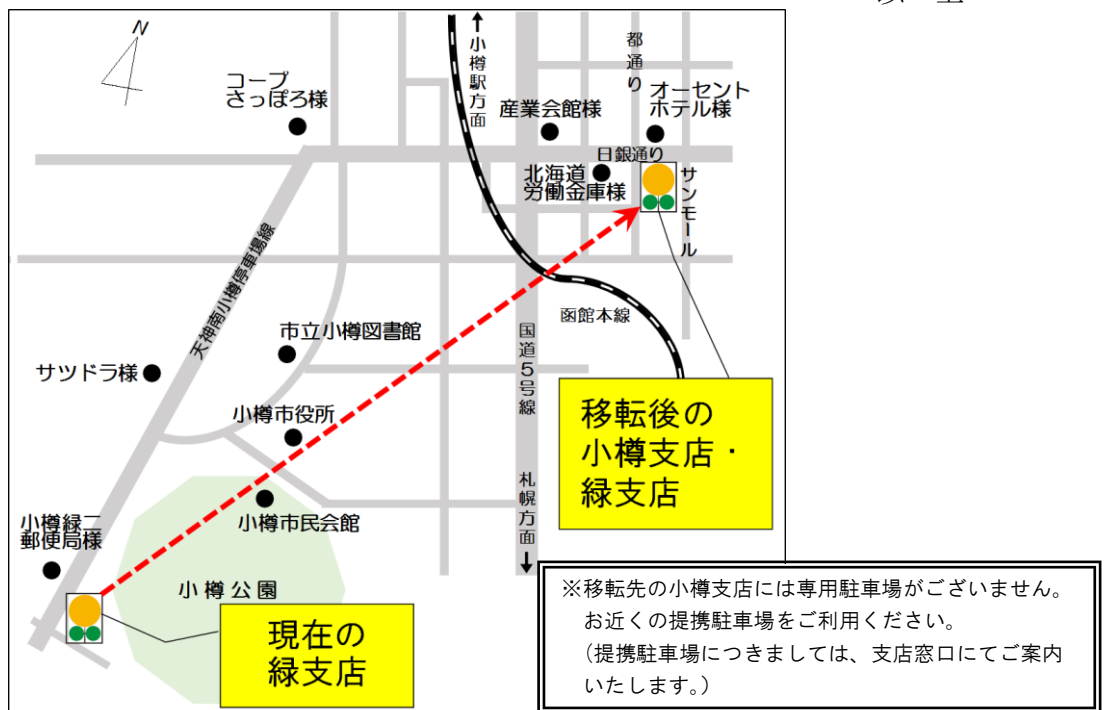 N
↑小樽駅方面
都通り
コープ
さっぽろ様
産業会館様
オーセント
ホテル様
日銀通り
北海道
労働金庫様
サンモール
天神南小樽停車場線
函館本線
市立小樽図書館
国道5号線
サツドラ様
小樽市役所
移転後の
小樽支店・
緑支店
札幌方面↓
小樽市民会館
小樽緑二
郵便局様
小樽公園
現在の
緑支店
※移転先の小樽支店には専用駐車場がございません。
お近くの提携駐車場をご利用ください。
(提携駐車場につきましては、支店窓口にてご案内
いたします。)